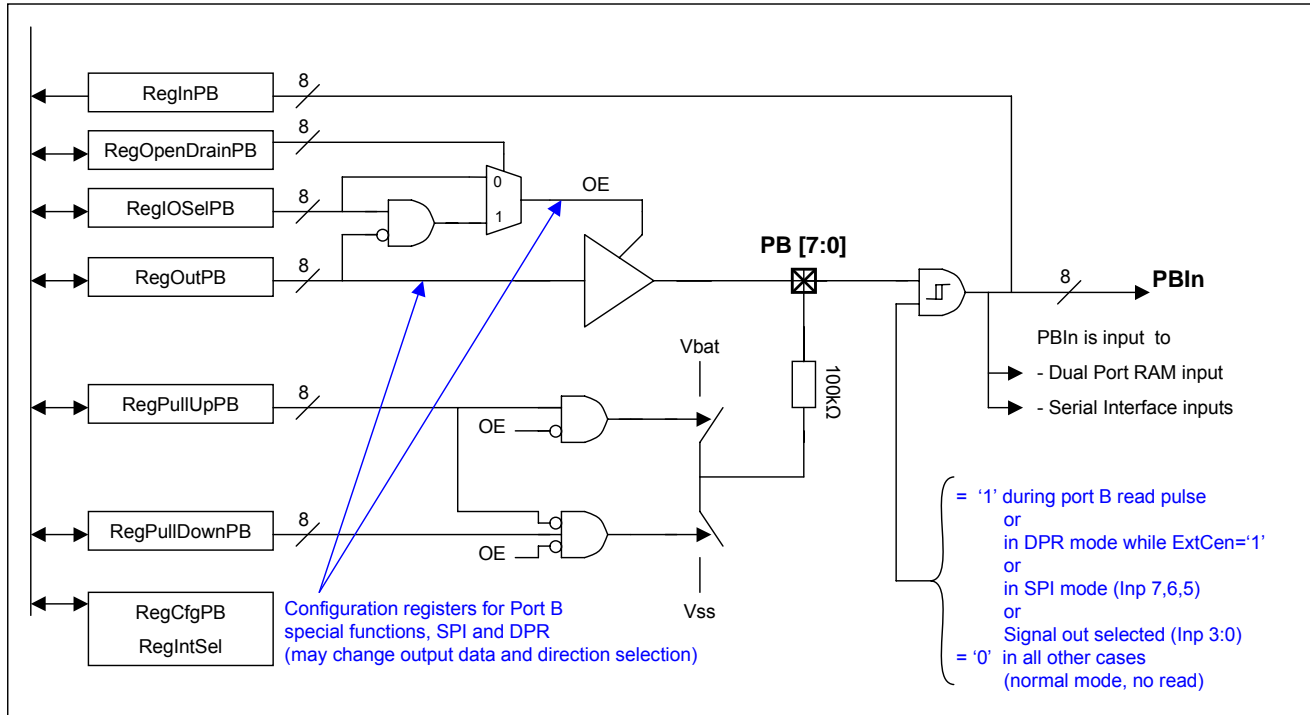 RegInPB
8
8
RegOpenDrainPB
RegIOSelPB
8
0
1
OE
RegOutPB
8
PB [7:0]
8
PBIn
PBIn is input to
- Dual Port RAM input
- Serial Interface inputs
Vbat
100kΩ
RegPullUpPB
8
OE
RegPullDownPB
8
OE
Vss
RegCfgPB
RegIntSel
Configuration registers for Port B
special functions, SPI and DPR
(may change output data and direction selection)
= ‘1’ during port B read pulse
or
in DPR mode while ExtCen=‘1’
or
in SPI mode (Inp 7,6,5)
or
Signal out selected (Inp 3:0)
= ‘0’ in all other cases
(normal mode, no read)